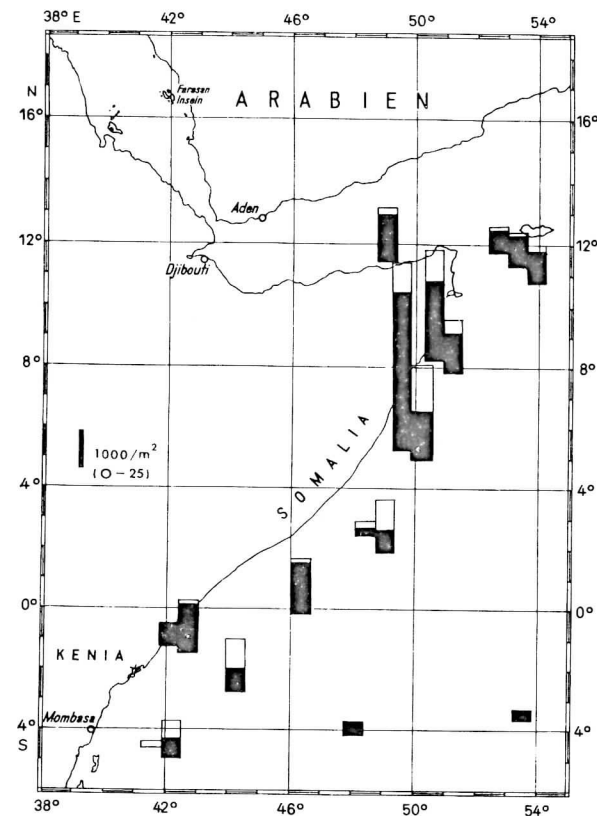 38° E 42° 46° 50° 54°
N
Farasan
Inseln
A R A B I E N
16° 16°
Aden
12° 12°
Djibouti
8° 8°
1000/m²
(0–25)
SOMALIA
4° 4°
0° 0°
KENIA
Mombasa
4° 4°
S S
38° 42° 46° 50° 54°